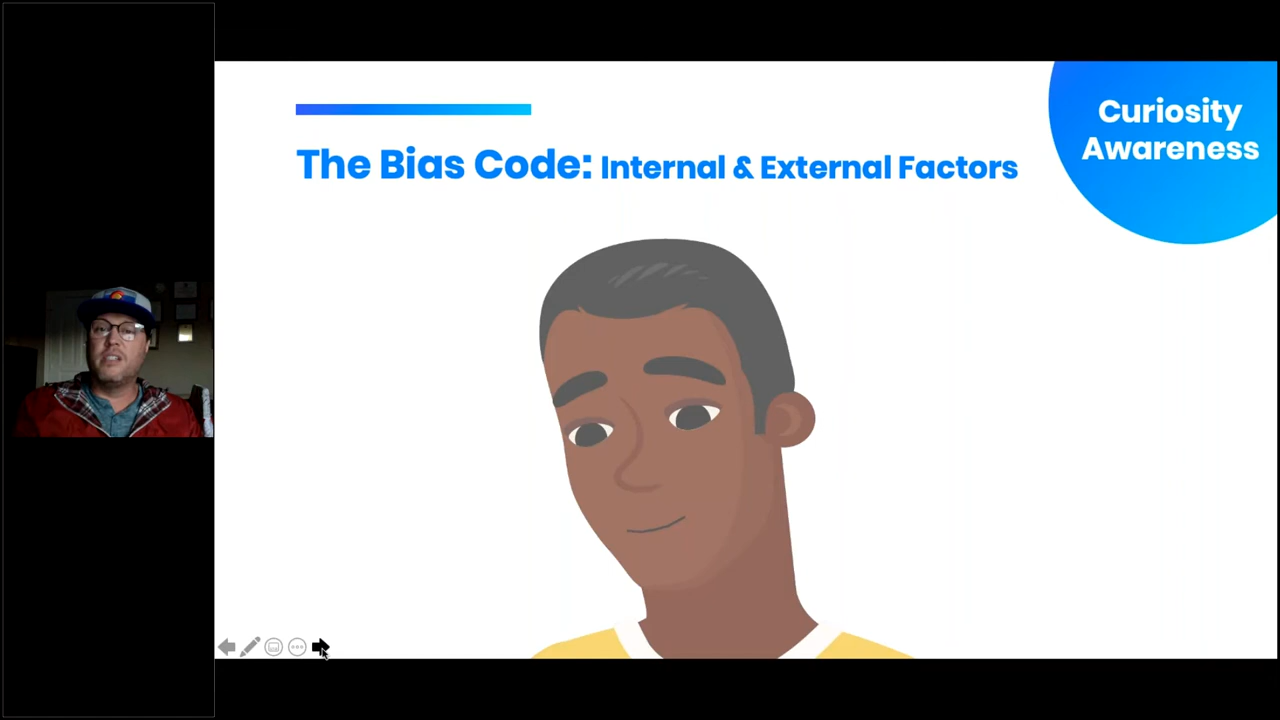 The Bias Code: Internal & External Factors
Curiosity
Awareness